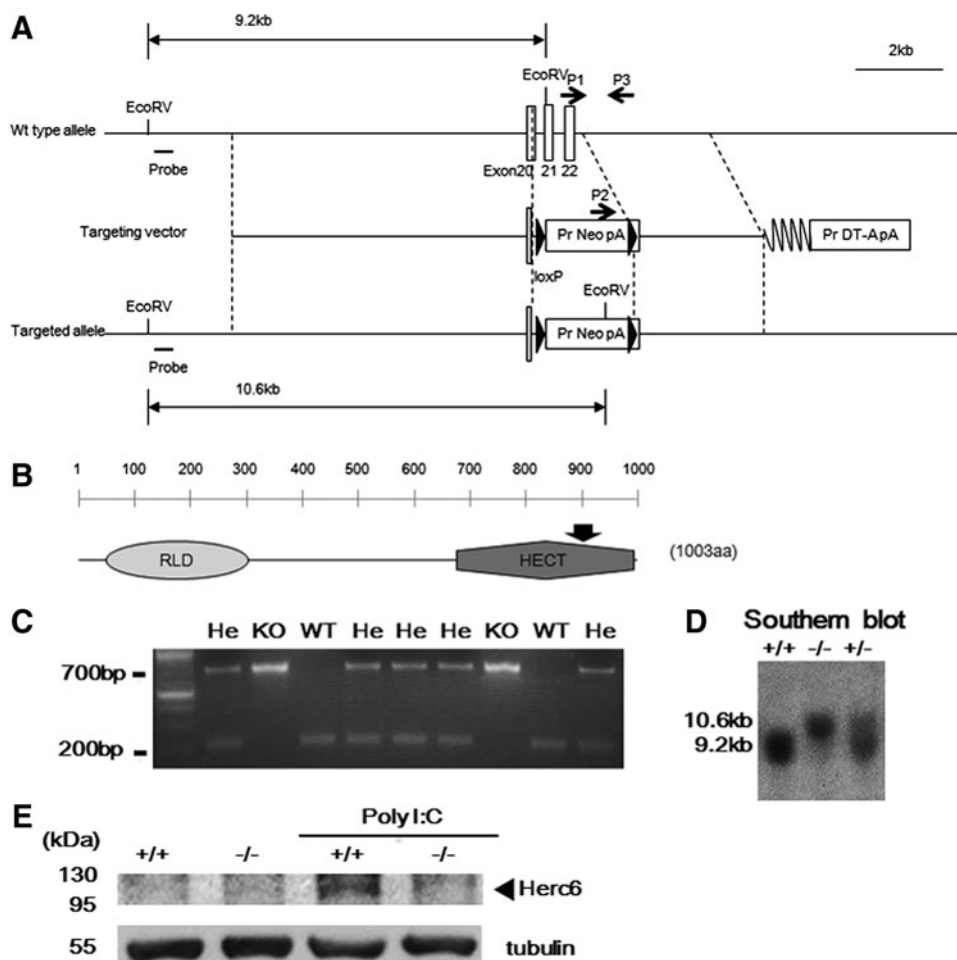 A
9.2kb
2kb
EcoRV
EcoRV
P1
P3
Wt type allele
Probe
Exon20
21
22
P2
Targeting vector
Pr Neo pA
Pr DT-ApA
loxP
EcoRV
EcoRV
Targeted allele
Pr Neo pA
Probe
10.6kb
B
1 100 200 300 400 500 600 700 800 900 1000
RLD
HECT
(1003aa)
C
He KO WT He He He KO WT He
700bp
200bp
D
Southern blot
+/+ -/- +/-
10.6kb
9.2kb
E
Poly I:C
(kDa)
+/+ -/- +/+ -/-
130
95
Herc6
55
tubulin